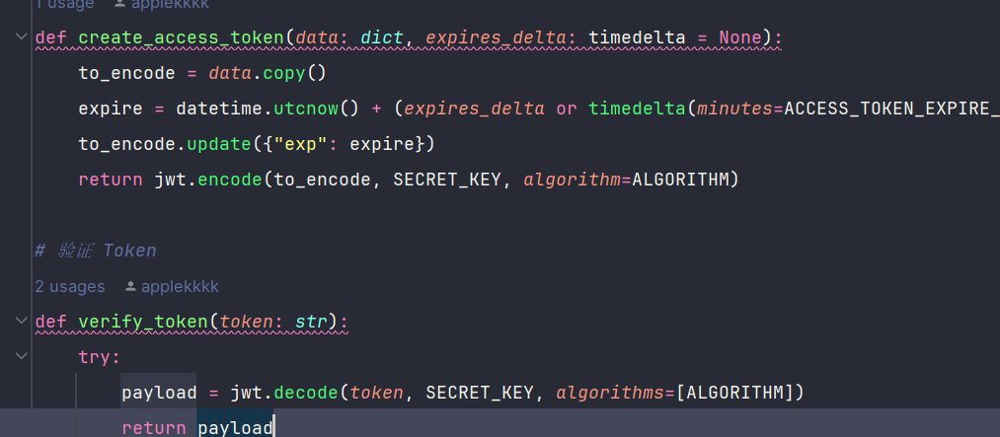 1 usage applekkkk
def create_access_token(data: dict, expires_delta: timedelta = None):
to_encode = data.copy()
expire = datetime.utcnow() + (expires_delta or timedelta(minutes=ACCESS_TOKEN_EXPIRE_
to_encode.update({"exp": expire})
return jwt.encode(to_encode, SECRET_KEY, algorithm=ALGORITHM)
# 验证 Token
2 usages applekkkk
def verify_token(token: str):
try:
payload = jwt.decode(token, SECRET_KEY, algorithms=[ALGORITHM])
return payload